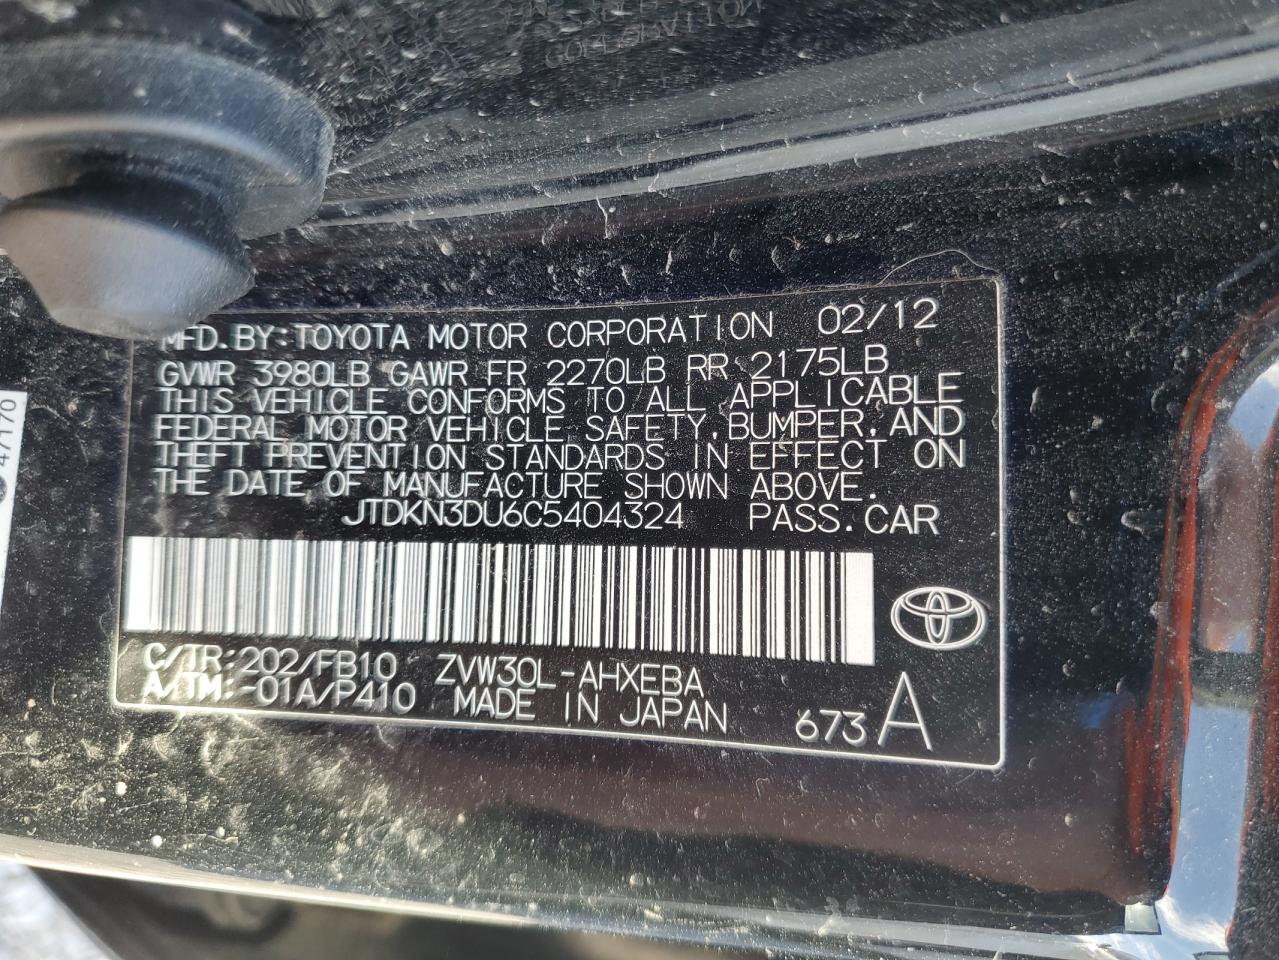 MFD.BY:TOYOTA MOTOR CORPORATION 02/12
GVWR 3980LB GAWR FR 2270LB RR 2175LB
THIS VEHICLE CONFORMS TO ALL APPLICABLE
FEDERAL MOTOR VEHICLE SAFETY,BUMPER,AND
THEFT PREVENTION STANDARDS IN EFFECT ON
THE DATE OF MANUFACTURE SHOWN ABOVE.
JTDKN3DU6C5404324 PASS.CAR
C/TR:202/FB10 ZVW30L-AHXEBA
A/TM:-01A/P410 MADE IN JAPAN 673 A
47170